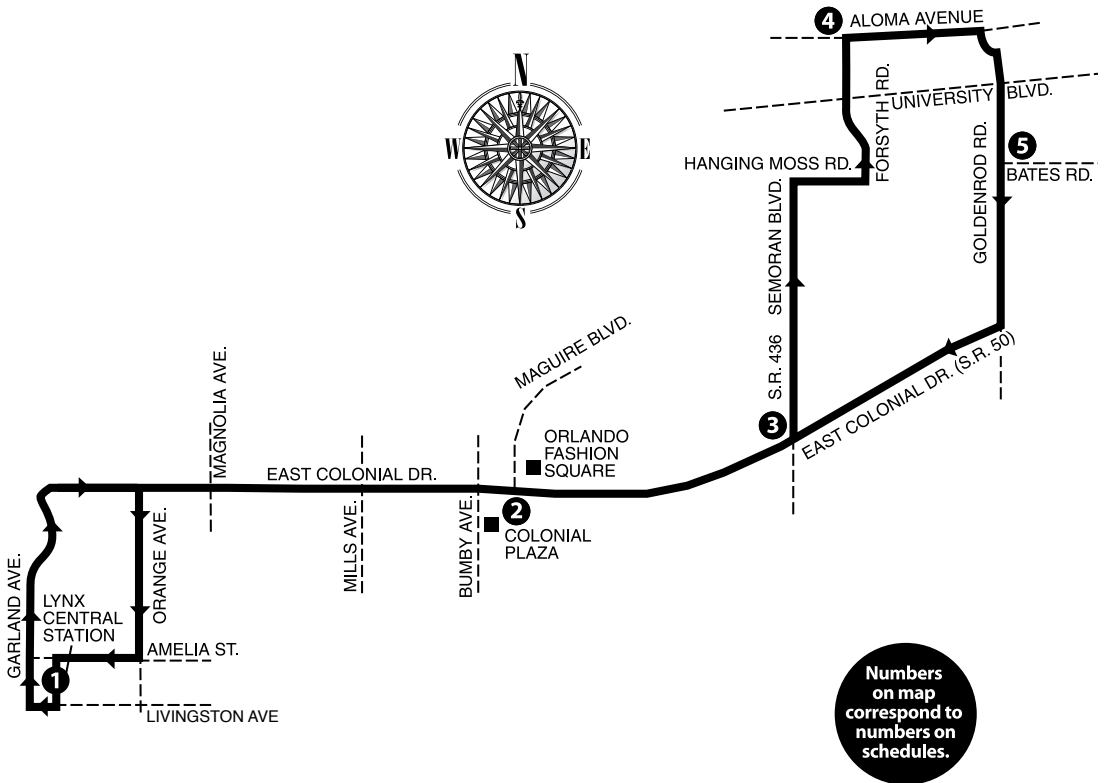 4
ALOMA AVENUE
N
W
E
S
FORSYTH RD.
UNIVERSITY BLVD.
HANGING MOSS RD.
5
BATES RD.
GOLDENROD RD.
SEMORAN BLVD.
S.R. 436
MAGUIRE BLVD.
EAST COLONIAL DR. (S.R. 50)
3
MAGNOLIA AVE.
ORLANDO
FASHION
SQUARE
EAST COLONIAL DR.
2
COLONIAL
PLAZA
MILLS AVE.
BUMBY AVE.
ORANGE AVE.
GARLAND AVE.
LYNX
CENTRAL
STATION
1
AMELIA ST.
LIVINGSTON AVE
Numbers
on map
correspond to
numbers on
schedules.